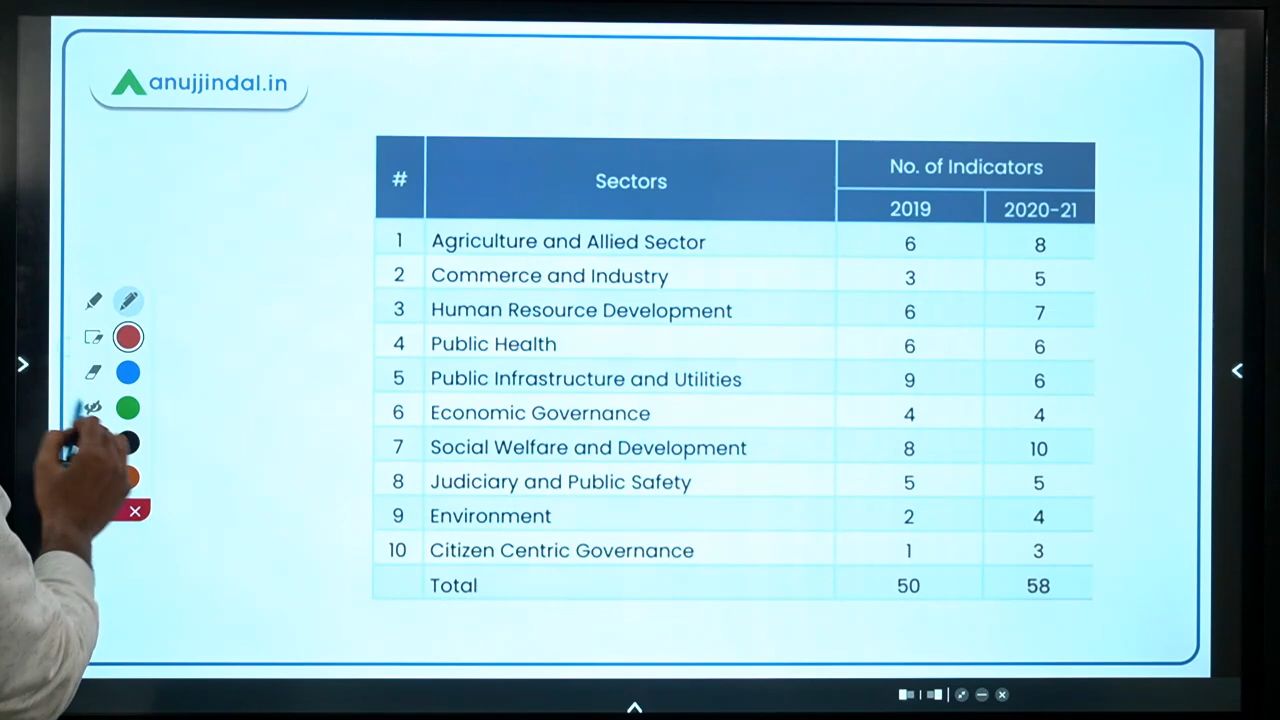 anujjindal.in
# Sectors No. of Indicators
2019 2020-21
1 Agriculture and Allied Sector 6 8
2 Commerce and Industry 3 5
3 Human Resource Development 6 7
4 Public Health 6 6
5 Public Infrastructure and Utilities 9 6
6 Economic Governance 4 4
7 Social Welfare and Development 8 10
8 Judiciary and Public Safety 5 5
9 Environment 2 4
10 Citizen Centric Governance 1 3
Total 50 58